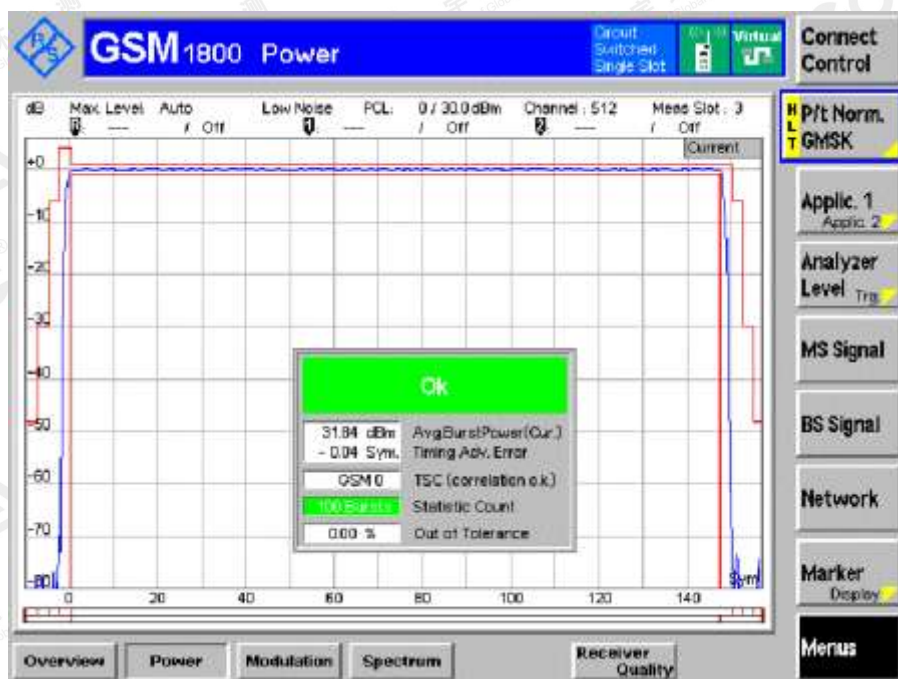 R/S
GSM 1800 Power
Circuit
Switched
Single Slot
Virtual
Connect
Control
dB Max. Level Auto Low Noise PCL: 0 / 30.0 dBm Channel : 512 Meas Slot : 3
0 --- / Off 1 --- / Off 2 --- / Off
Current
P/t Norm.
GMSK
H
L
T
+0
-10
-20
-30
-40
-50
-60
-70
-80
Applic. 1
Applic. 2
Analyzer
Level Trg.
MS Signal
BS Signal
Network
Marker
Display
Menus
Ok
31.84 dBm Avg.BurstPower(Cur.)
- 0.04 Sym. Timing Adv. Error
GSM 0 TSC (correlation o.k.)
100 Bursts Statistic Count
0.00 % Out of Tolerance
Sym
0 20 40 60 80 100 120 140
Overview Power Modulation Spectrum Receiver
Quality